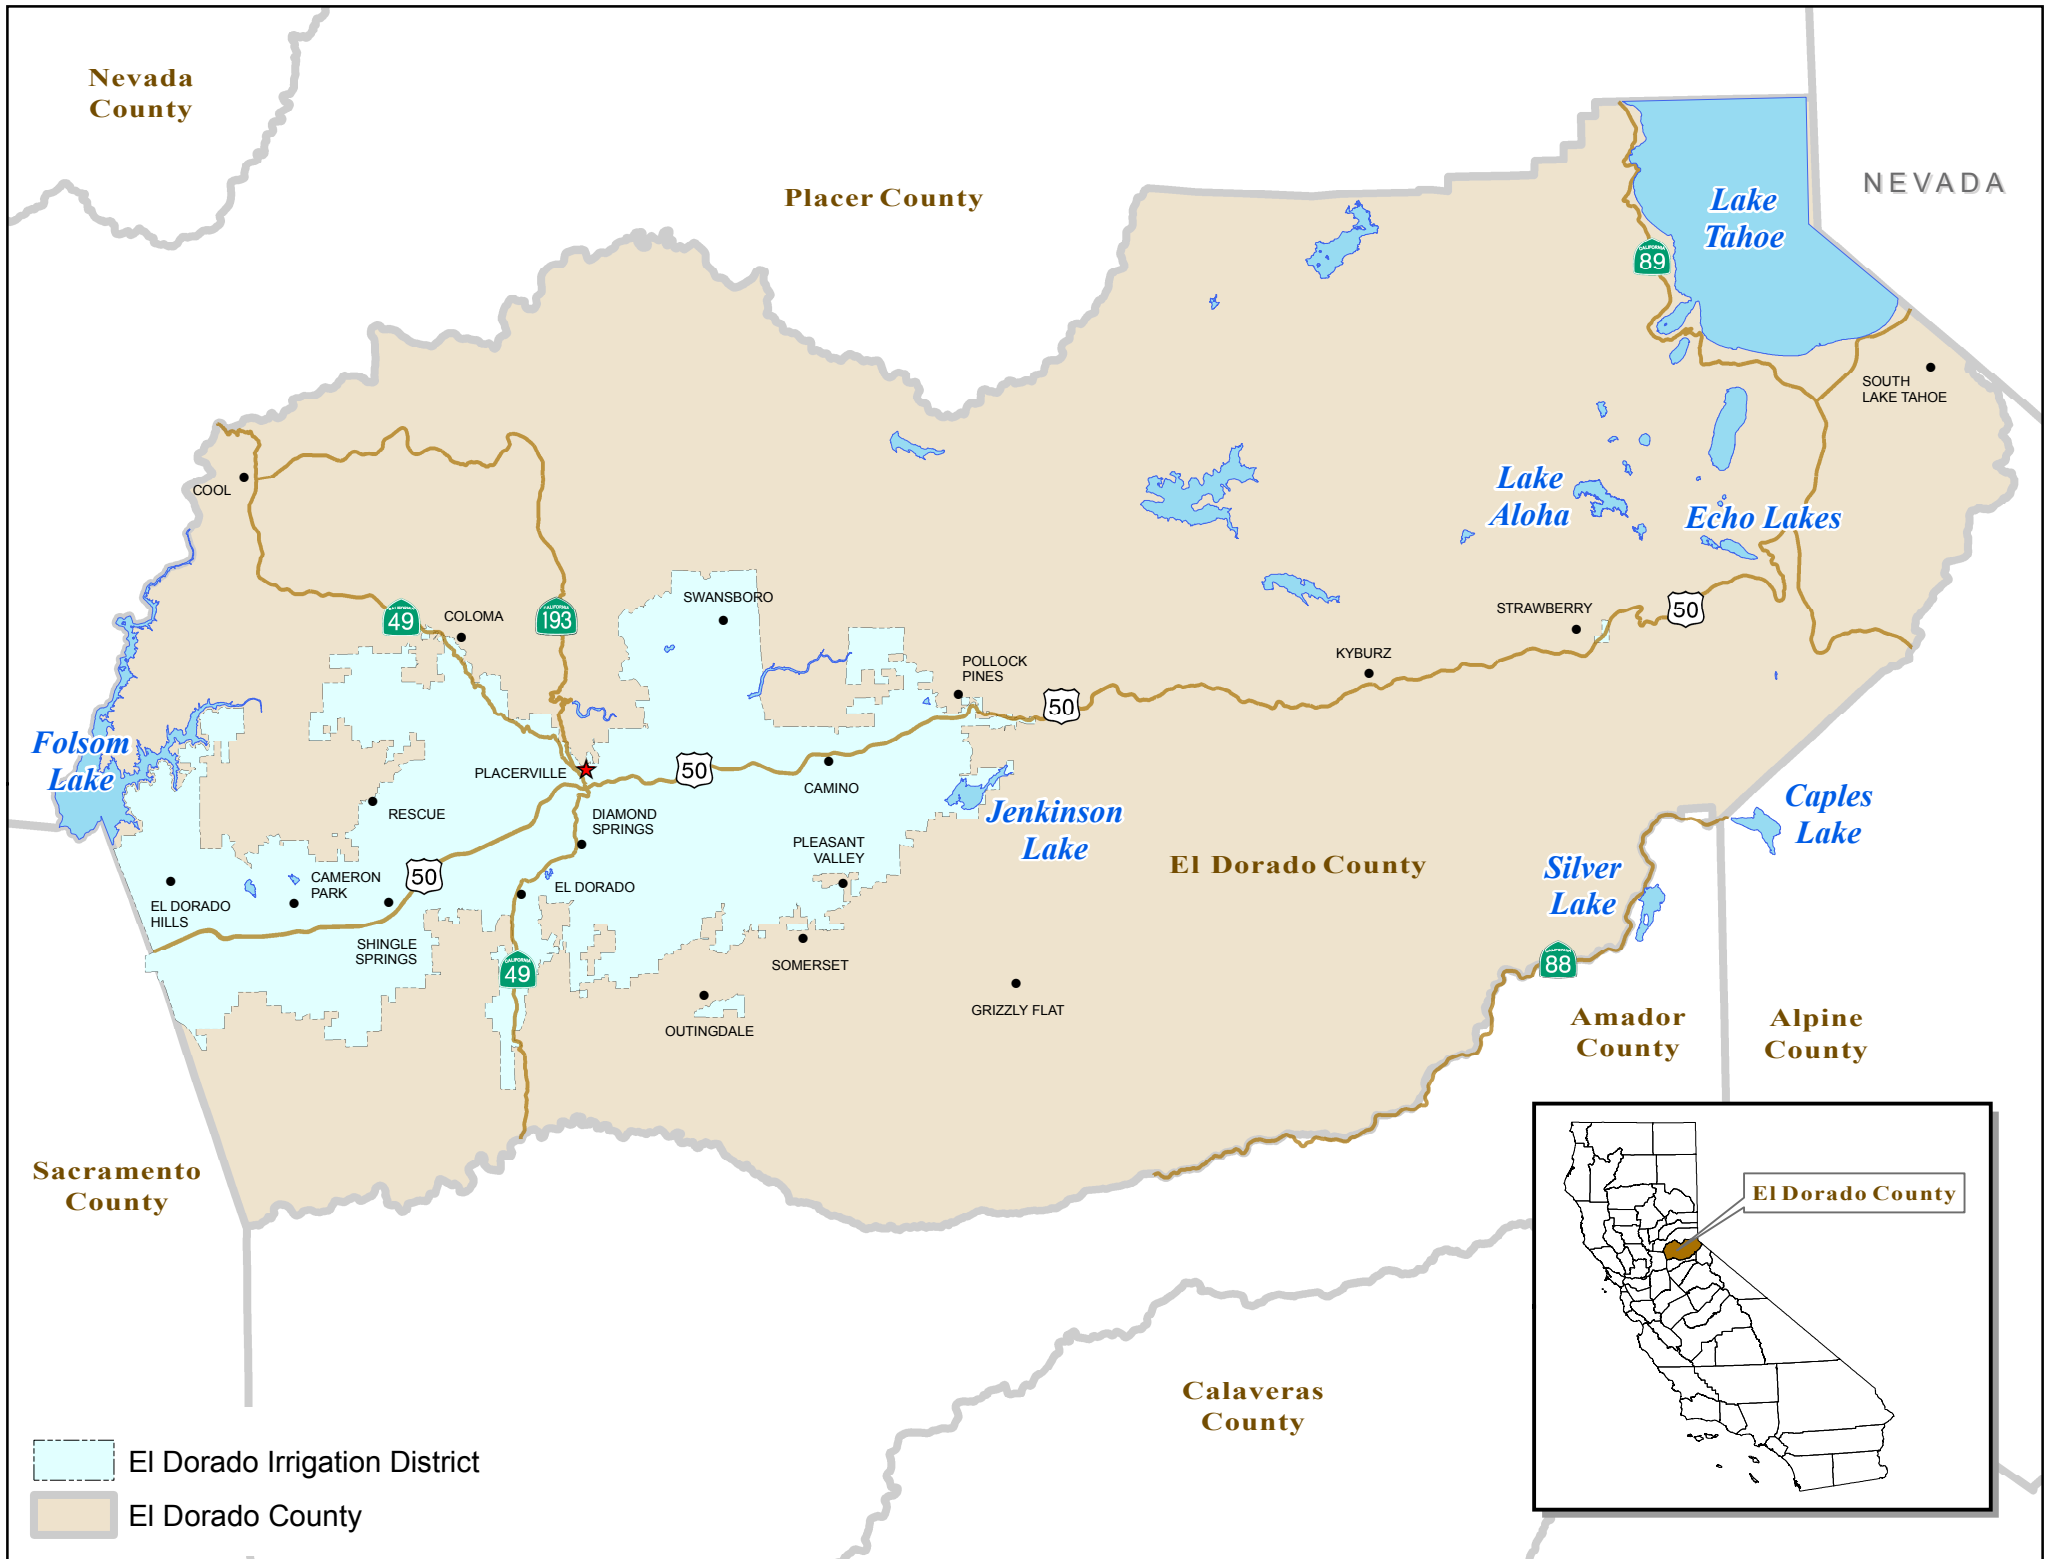 Nevada
County
Placer County
NEVADA
Lake
Tahoe
CALIFORNIA
89
SOUTH
LAKE TAHOE
COOL
Lake
Aloha
Echo Lakes
SWANSBORO
STRAWBERRY
50
49
COLOMA
CALIFORNIA
193
KYBURZ
POLLOCK
PINES
50
Folsom
Lake
PLACERVILLE
50
CAMINO
RESCUE
DIAMOND
SPRINGS
Jenkinson
Lake
Caples
Lake
PLEASANT
VALLEY
El Dorado County
Silver
Lake
50
CAMERON
PARK
EL DORADO
EL DORADO
HILLS
SHINGLE
SPRINGS
CALIFORNIA
49
SOMERSET
88
OUTINGDALE
GRIZZLY FLAT
Amador
County
Alpine
County
Sacramento
County
El Dorado County
Calaveras
County
El Dorado Irrigation District
El Dorado County